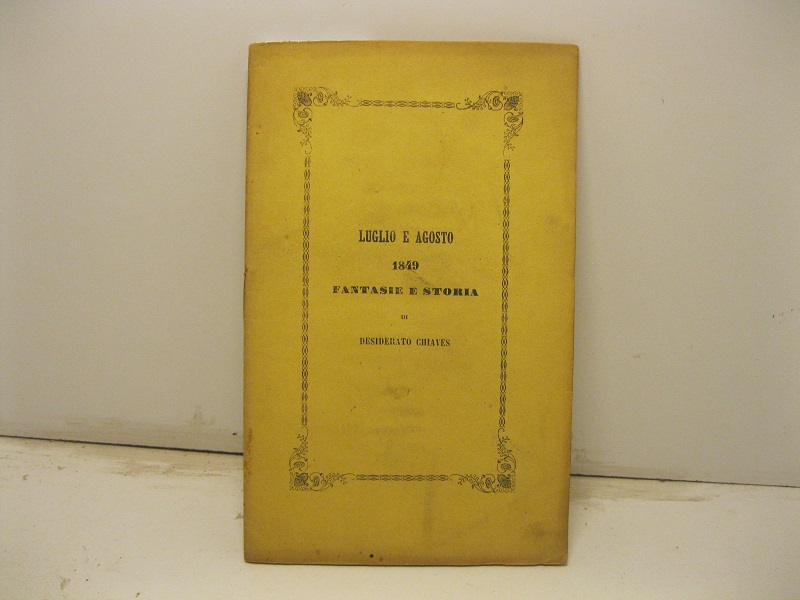 LUGLIO E AGOSTO
1849
FANTASIE E STORIA
DI
DESIDERATO CHIAVES